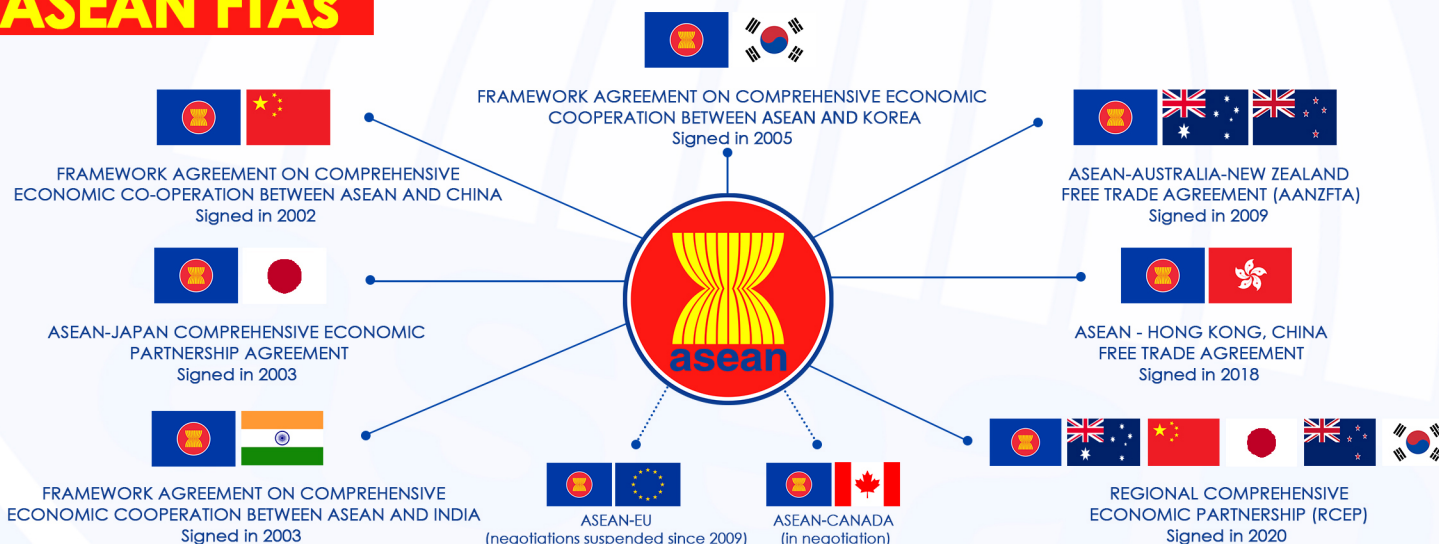 ASEAN FTAs
FRAMEWORK AGREEMENT ON COMPREHENSIVE ECONOMIC
COOPERATION BETWEEN ASEAN AND KOREA
Signed in 2005
FRAMEWORK AGREEMENT ON COMPREHENSIVE
ECONOMIC CO-OPERATION BETWEEN ASEAN AND CHINA
Signed in 2002
ASEAN-AUSTRALIA-NEW ZEALAND
FREE TRADE AGREEMENT (AANZFTA)
Signed in 2009
ASEAN-JAPAN COMPREHENSIVE ECONOMIC
PARTNERSHIP AGREEMENT
Signed in 2003
asean
ASEAN - HONG KONG, CHINA
FREE TRADE AGREEMENT
Signed in 2018
FRAMEWORK AGREEMENT ON COMPREHENSIVE
ECONOMIC COOPERATION BETWEEN ASEAN AND INDIA
Signed in 2003
ASEAN-EU
(negotiations suspended since 2009)
ASEAN-CANADA
(in negotiation)
REGIONAL COMPREHENSIVE
ECONOMIC PARTNERSHIP (RCEP)
Signed in 2020